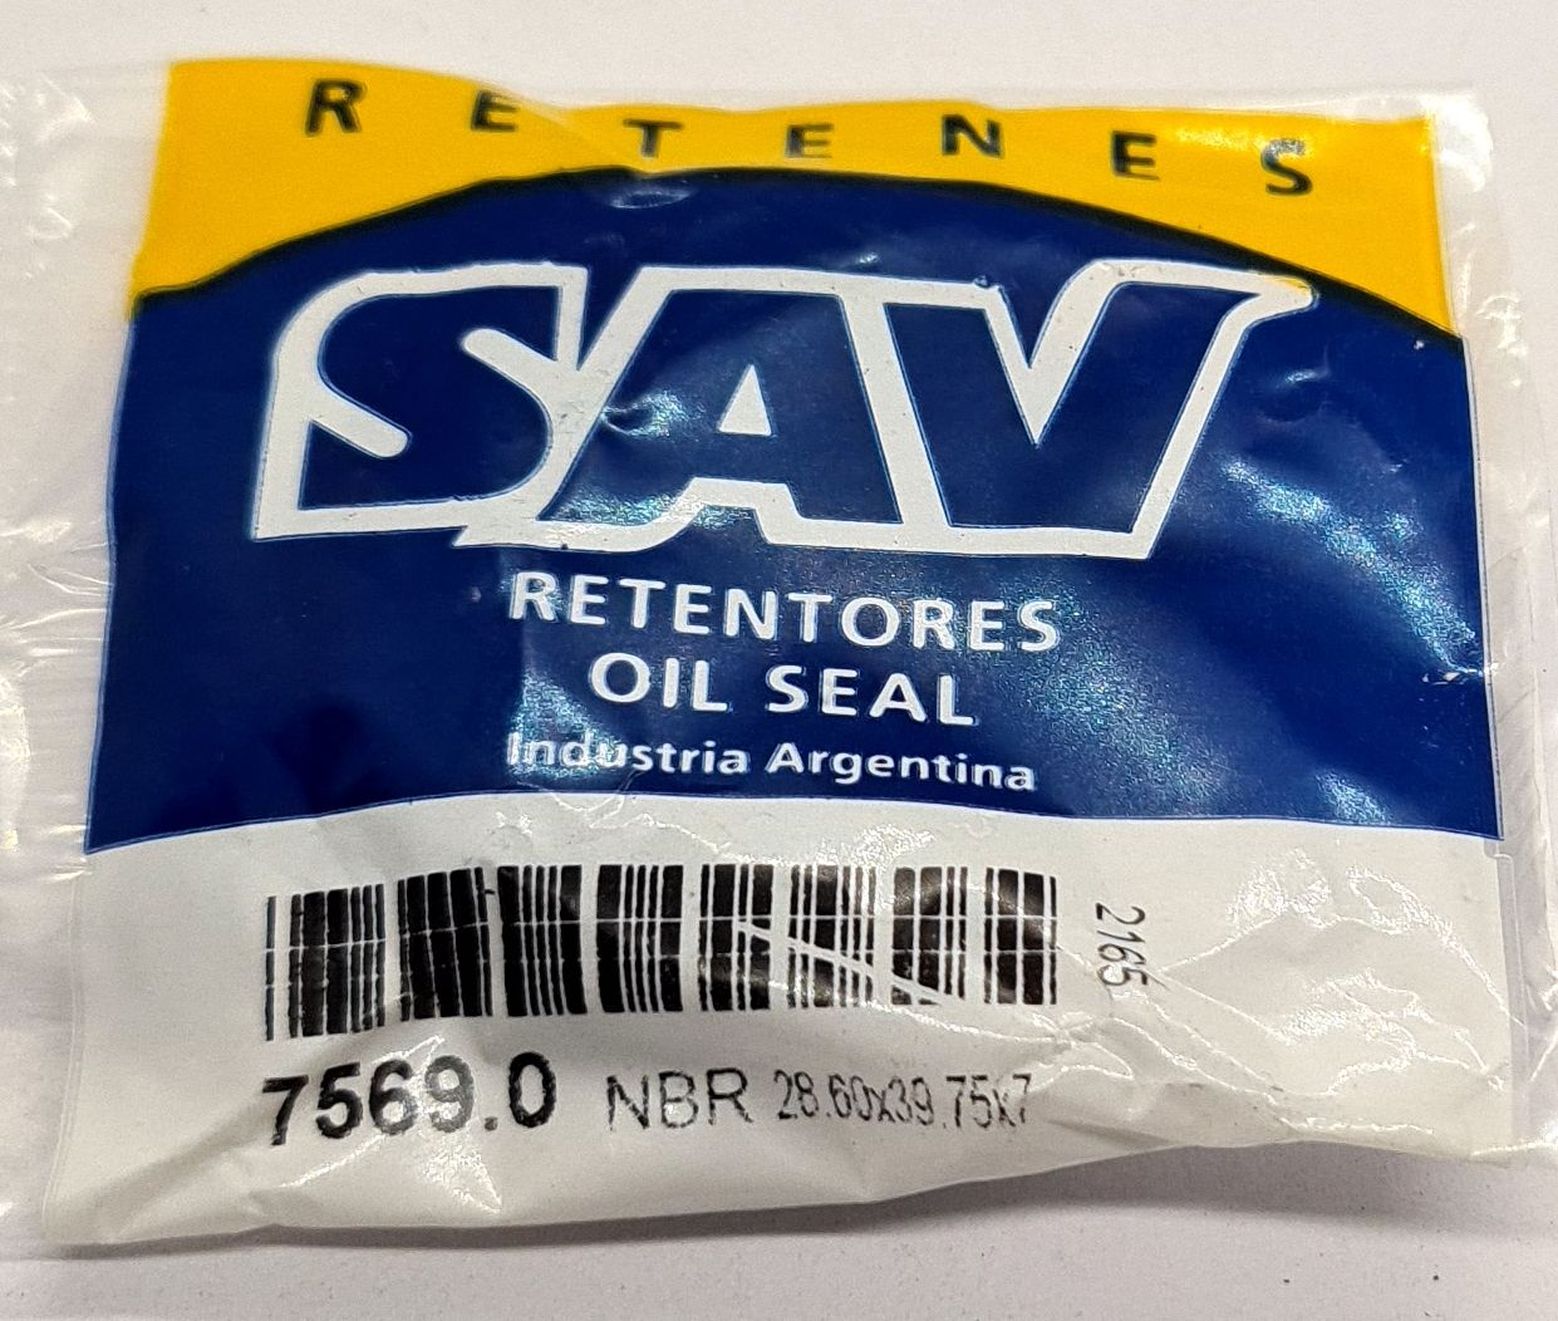 RETENES
SAV
RETENTORES
OIL SEAL
Industria Argentina
2165
7569.0 NBR 28.60x39.75x7